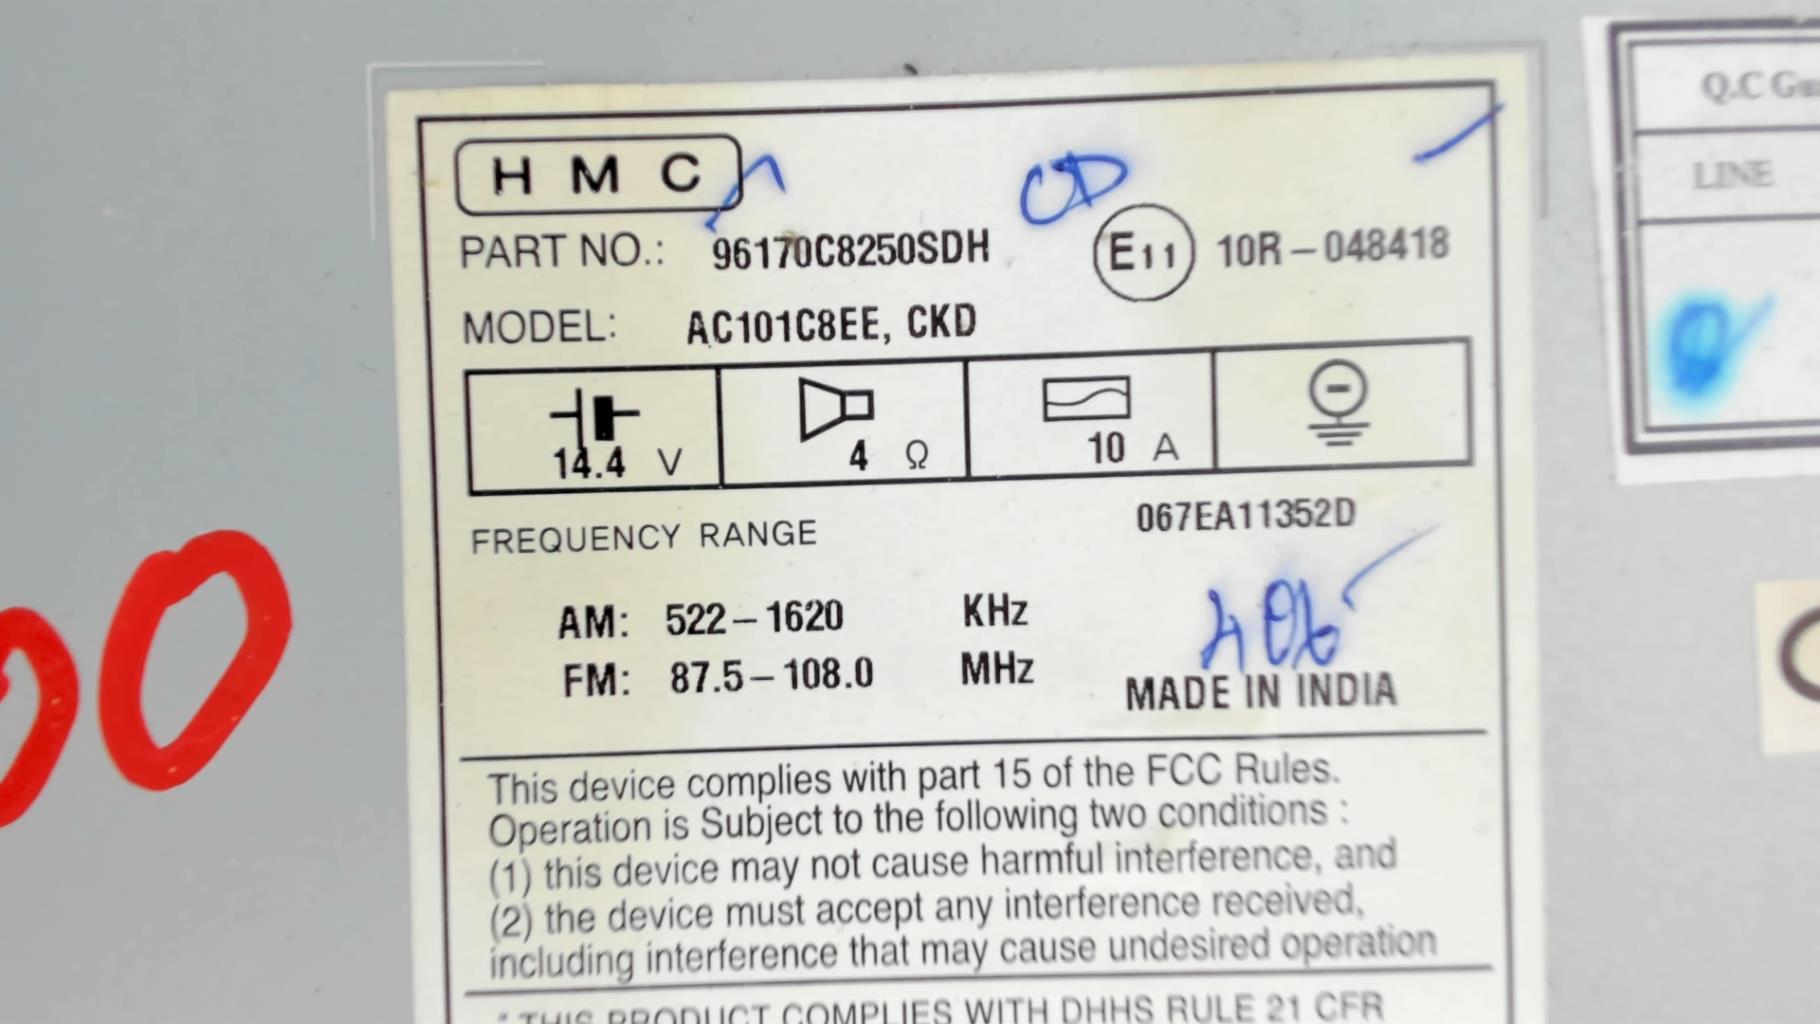 H M C
CD
PART NO.: 96170C8250SDH E11 10R-048418
MODEL: AC101C8EE, CKD
14.4 V 4 Ω 10 A
FREQUENCY RANGE 067EA11352D
AM: 522-1620 KHz
FM: 87.5-108.0 MHz
MADE IN INDIA
This device complies with part 15 of the FCC Rules.
Operation is Subject to the following two conditions :
(1) this device may not cause harmful interference, and
(2) the device must accept any interference received,
including interference that may cause undesired operation
* THIS PRODUCT COMPLIES WITH DHHS RULE 21 CFR
Q.C
LINE